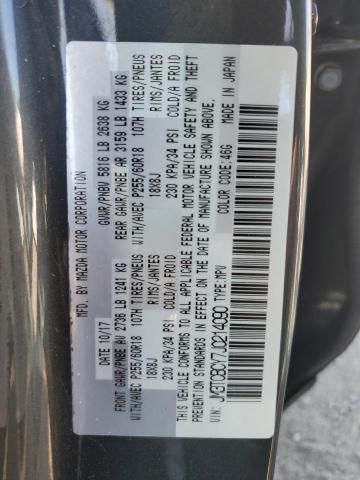 MFD. BY MAZDA MOTOR CORPORATION
10/17 GVWR/PNBV 5816 LB 2638 KG
FRONT GAWR/PNBE AV 2736 LB 1241 KG REAR GAWR/PNBE AR 3159 LB 1433 KG
WITH/AVEC P255/60R18 107H TIRES/PNEUS WITH/AVEC P255/60R18 107H TIRES/PNEUS
18X8J RIMS/JANTES 18X8J RIMS/JANTES
230 KPA/34 PSI COLD/A FROID 230 KPA/34 PSI COLD/A FROID
THIS VEHICLE CONFORMS TO ALL APPLICABLE FEDERAL MOTOR VEHICLE SAFETY AND THEFT
PREVENTION STANDARDS IN EFFECT ON THE DATE OF MANUFACTURE SHOWN ABOVE.
JM3TCBCY7J0214090 COLOR CODE:46G MADE IN JAPAN
TYPE:MPV